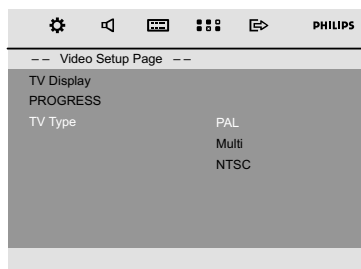 PHILIPS
-- Video Setup Page --
TV Display
PROGRESS
TV Type PAL
Multi
NTSC